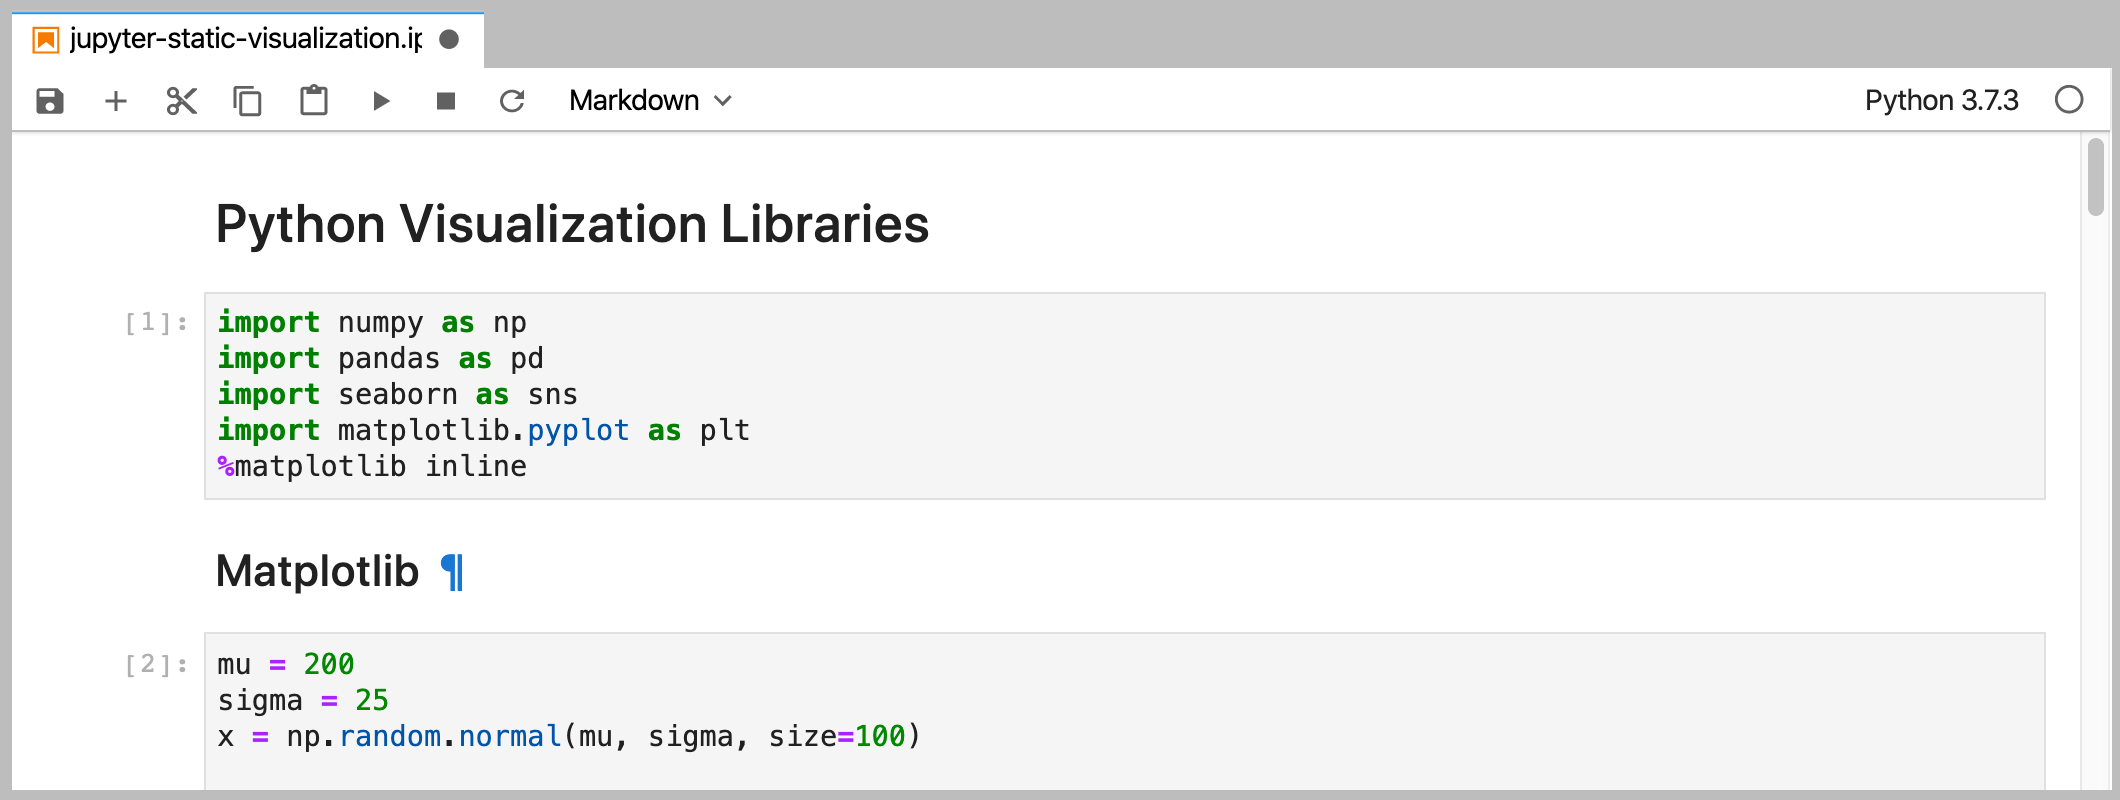 jupyter-static-visualization.ip
Markdown
Python 3.7.3
Python Visualization Libraries
[1]:
import numpy as np
import pandas as pd
import seaborn as sns
import matplotlib.pyplot as plt
%matplotlib inline
Matplotlib ¶
[2]:
mu = 200
sigma = 25
x = np.random.normal(mu, sigma, size=100)